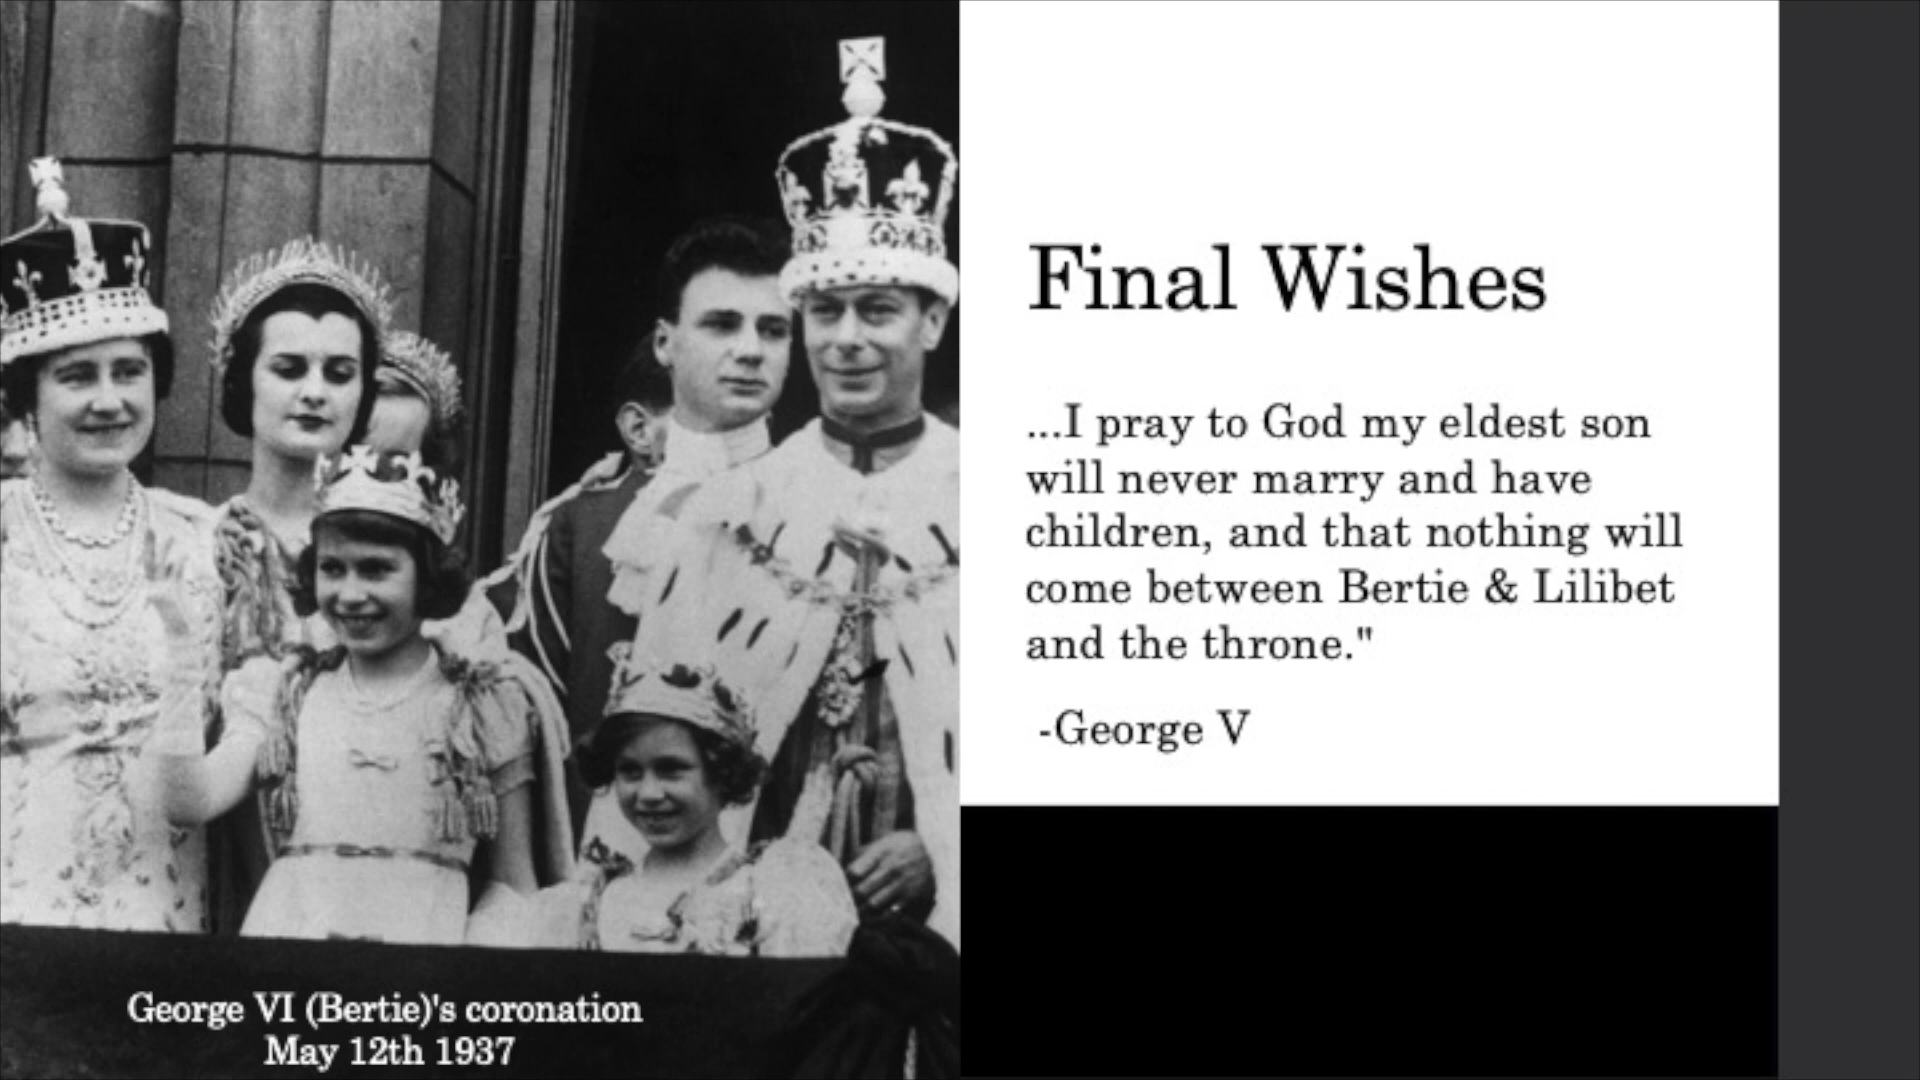 Final Wishes
...I pray to God my eldest son
will never marry and have
children, and that nothing will
come between Bertie & Lilibet
and the throne."
-George V
George VI (Bertie)'s coronation
May 12th 1937